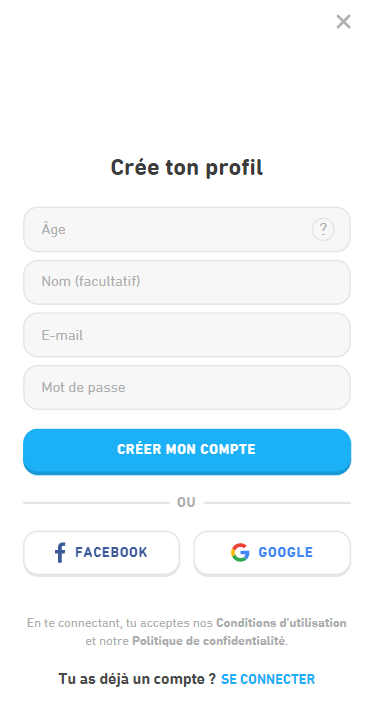 Crée ton profil
Âge
?
Nom (facultatif)
E-mail
Mot de passe
CRÉER MON COMPTE
OU
FACEBOOK
GOOGLE
En te connectant, tu acceptes nos Conditions d'utilisation
et notre Politique de confidentialité.
Tu as déjà un compte ? SE CONNECTER